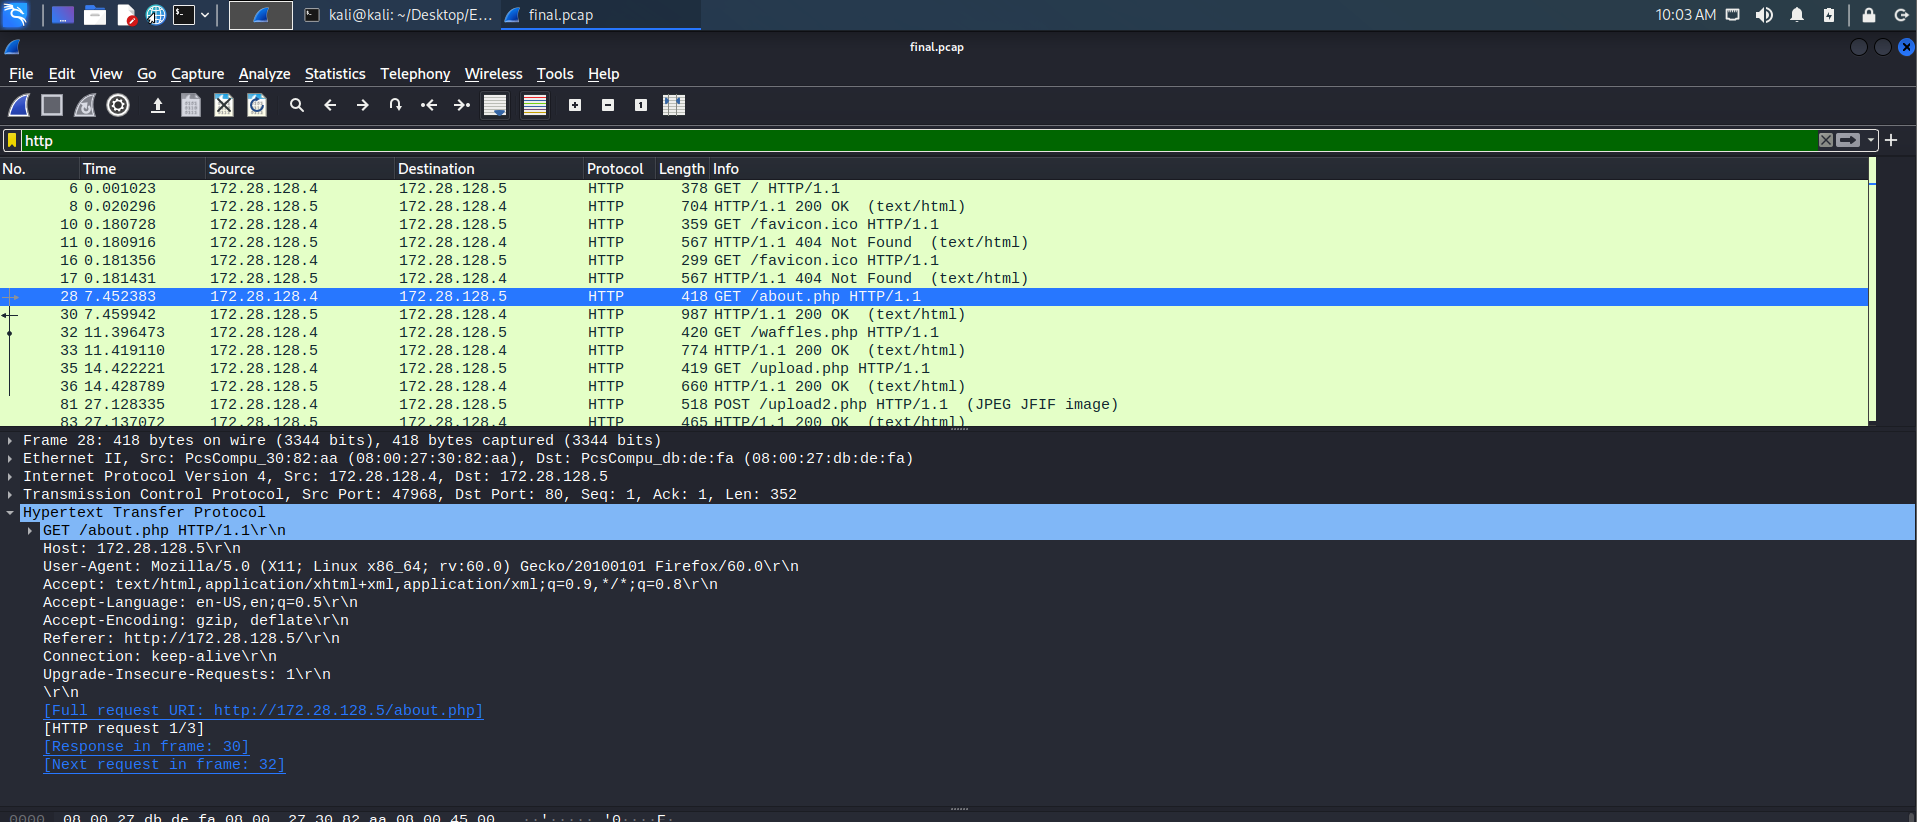 kali@kali: ~/Desktop/E... final.pcap 10:03 AM
final.pcap
File Edit View Go Capture Analyze Statistics Telephony Wireless Tools Help
http
No. Time Source Destination Protocol Length Info
6 0.001023 172.28.128.4 172.28.128.5 HTTP 378 GET / HTTP/1.1
8 0.020296 172.28.128.5 172.28.128.4 HTTP 704 HTTP/1.1 200 OK (text/html)
10 0.180728 172.28.128.4 172.28.128.5 HTTP 359 GET /favicon.ico HTTP/1.1
11 0.180916 172.28.128.5 172.28.128.4 HTTP 567 HTTP/1.1 404 Not Found (text/html)
16 0.181356 172.28.128.4 172.28.128.5 HTTP 299 GET /favicon.ico HTTP/1.1
17 0.181431 172.28.128.5 172.28.128.4 HTTP 567 HTTP/1.1 404 Not Found (text/html)
28 7.452383 172.28.128.4 172.28.128.5 HTTP 418 GET /about.php HTTP/1.1
30 7.459942 172.28.128.5 172.28.128.4 HTTP 987 HTTP/1.1 200 OK (text/html)
32 11.396473 172.28.128.4 172.28.128.5 HTTP 420 GET /waffles.php HTTP/1.1
33 11.419110 172.28.128.5 172.28.128.4 HTTP 774 HTTP/1.1 200 OK (text/html)
35 14.422221 172.28.128.4 172.28.128.5 HTTP 419 GET /upload.php HTTP/1.1
36 14.428789 172.28.128.5 172.28.128.4 HTTP 660 HTTP/1.1 200 OK (text/html)
81 27.128335 172.28.128.4 172.28.128.5 HTTP 518 POST /upload2.php HTTP/1.1 (JPEG JFIF image)
83 27.137072 172.28.128.5 172.28.128.4 HTTP 465 HTTP/1.1 200 OK (text/html)
Frame 28: 418 bytes on wire (3344 bits), 418 bytes captured (3344 bits)
Ethernet II, Src: PcsCompu_30:82:aa (08:00:27:30:82:aa), Dst: PcsCompu_db:de:fa (08:00:27:db:de:fa)
Internet Protocol Version 4, Src: 172.28.128.4, Dst: 172.28.128.5
Transmission Control Protocol, Src Port: 47968, Dst Port: 80, Seq: 1, Ack: 1, Len: 352
Hypertext Transfer Protocol
GET /about.php HTTP/1.1\r\n
Host: 172.28.128.5\r\n
User-Agent: Mozilla/5.0 (X11; Linux x86_64; rv:60.0) Gecko/20100101 Firefox/60.0\r\n
Accept: text/html,application/xhtml+xml,application/xml;q=0.9,*/*;q=0.8\r\n
Accept-Language: en-US,en;q=0.5\r\n
Accept-Encoding: gzip, deflate\r\n
Referer: http://172.28.128.5/\r\n
Connection: keep-alive\r\n
Upgrade-Insecure-Requests: 1\r\n
\r\n
[Full request URI: http://172.28.128.5/about.php]
[HTTP request 1/3]
[Response in frame: 30]
[Next request in frame: 32]
0000 08 00 27 db de fa 08 00 27 30 82 aa 08 00 45 00 ··'····· '0····E·